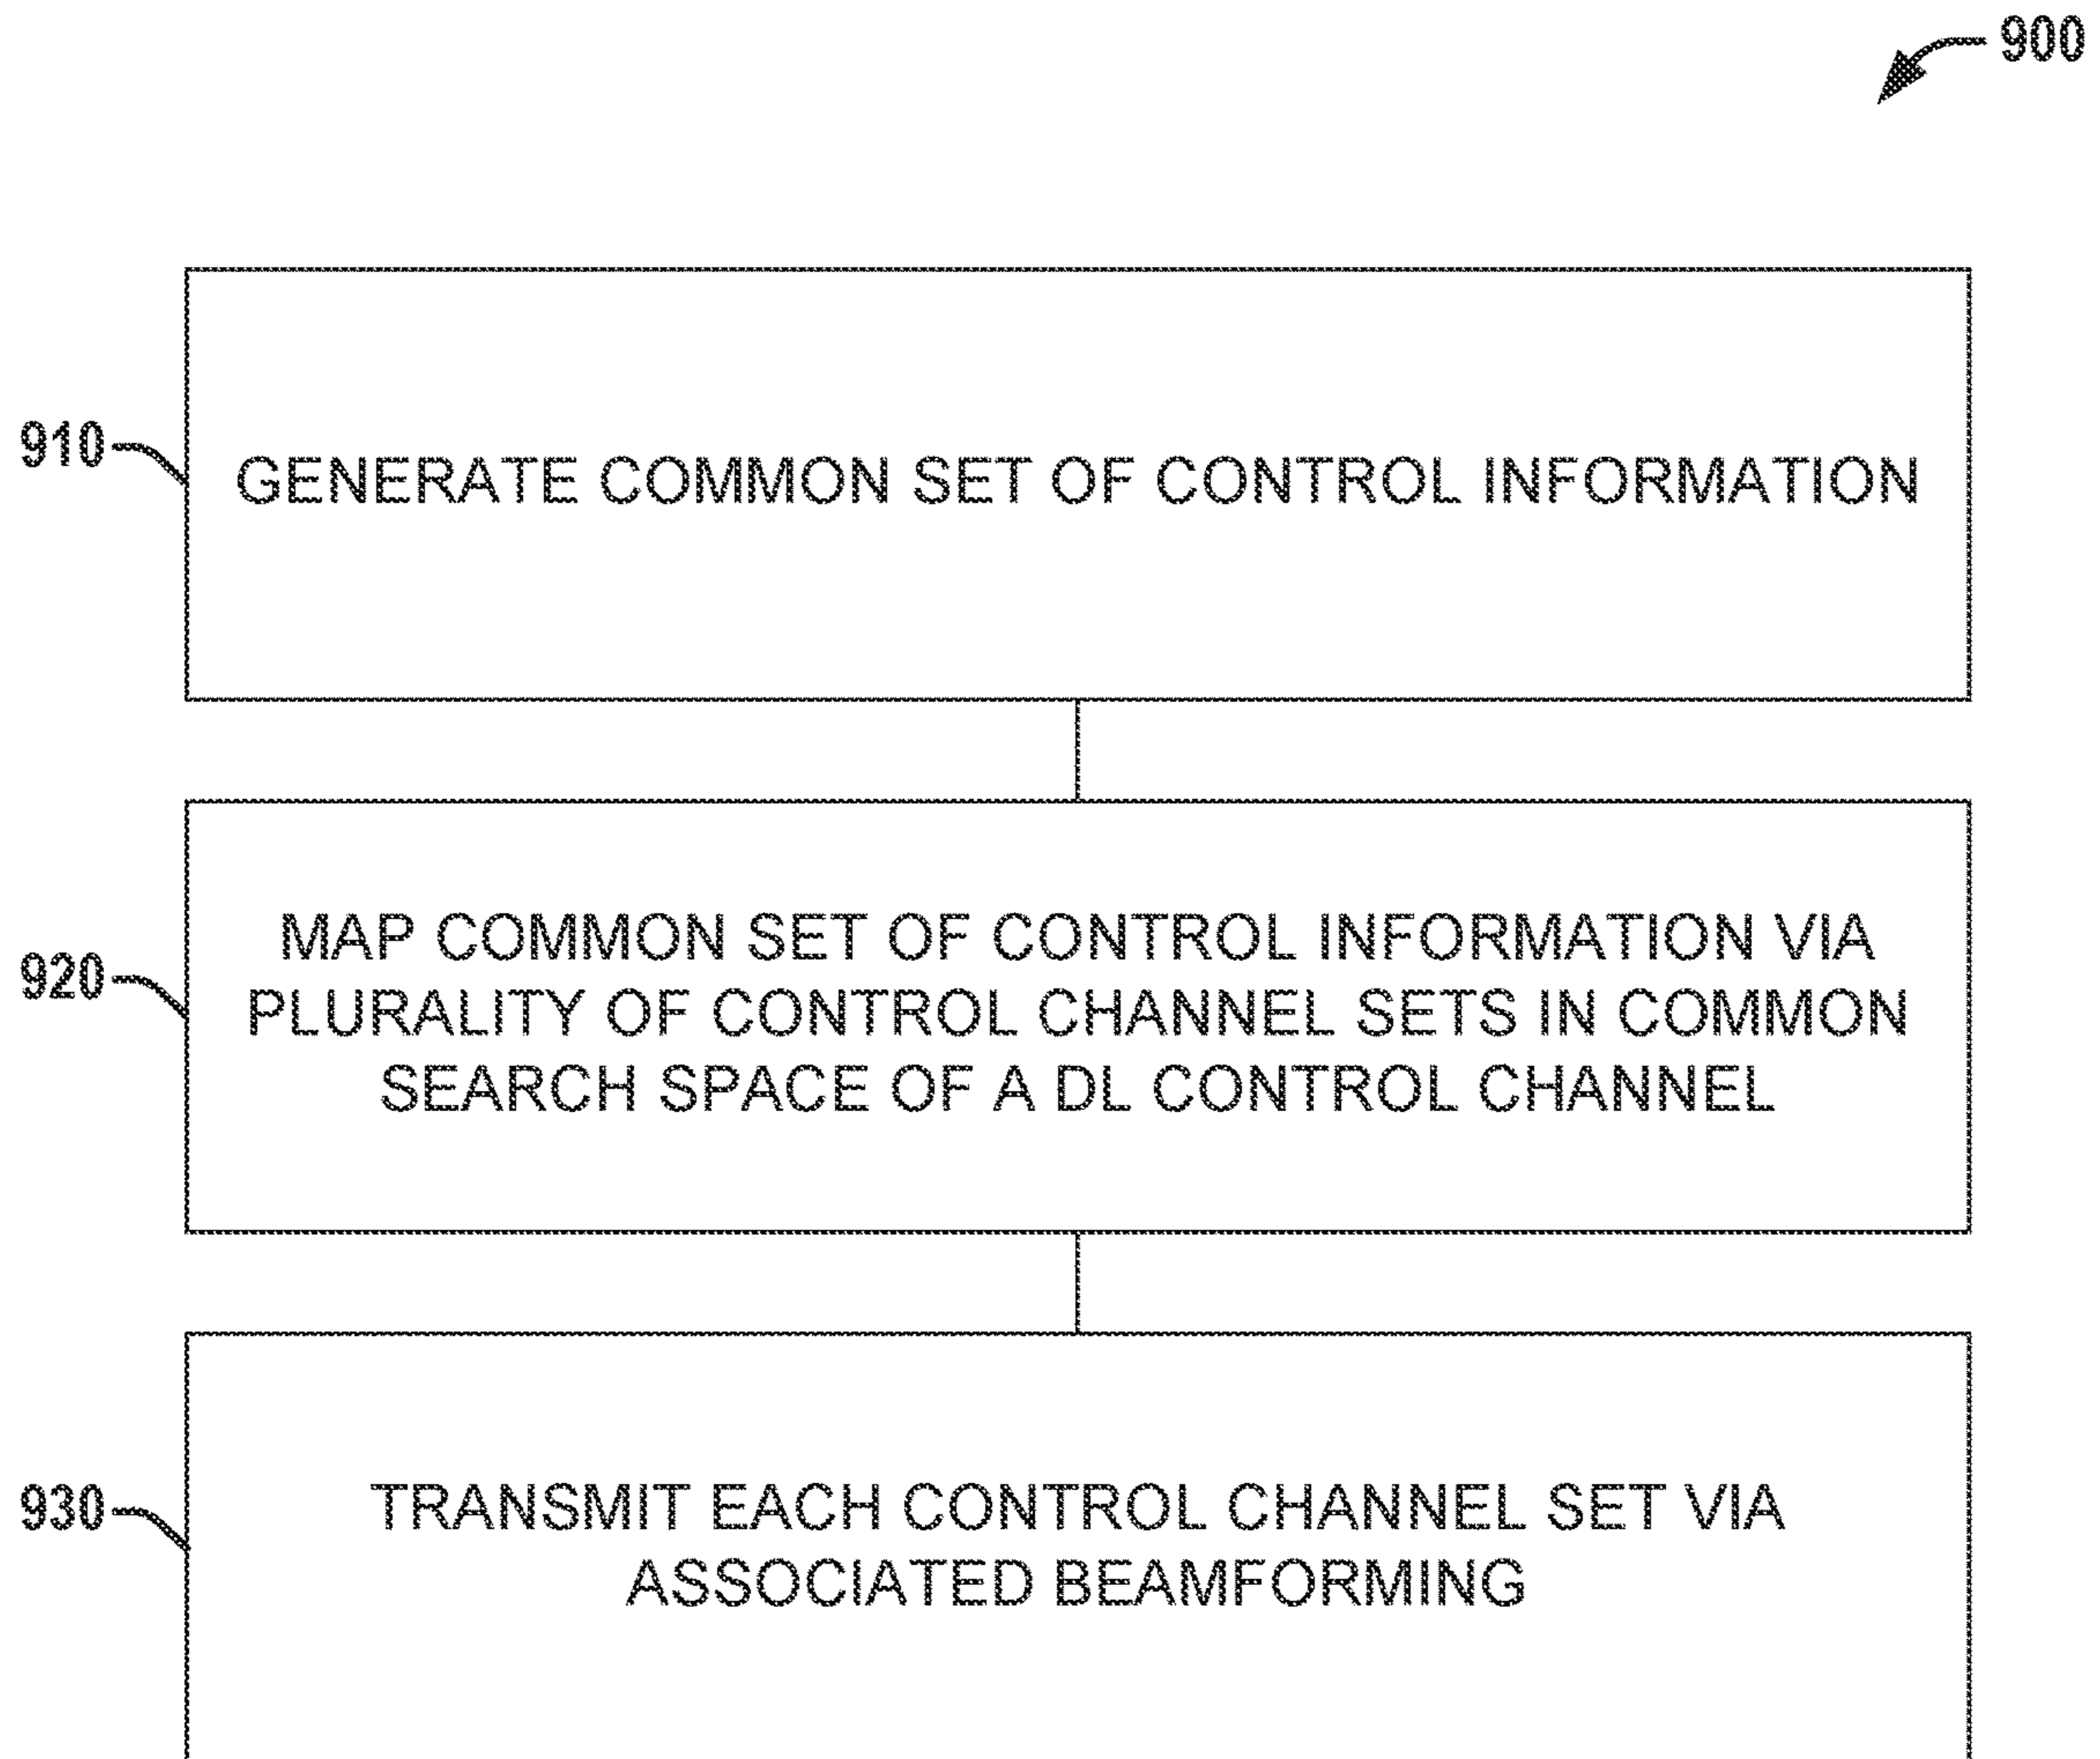 900
910
GENERATE COMMON SET OF CONTROL INFORMATION
920
MAP COMMON SET OF CONTROL INFORMATION VIA
PLURALITY OF CONTROL CHANNEL SETS IN COMMON
SEARCH SPACE OF A DL CONTROL CHANNEL
930
TRANSMIT EACH CONTROL CHANNEL SET VIA
ASSOCIATED BEAMFORMING